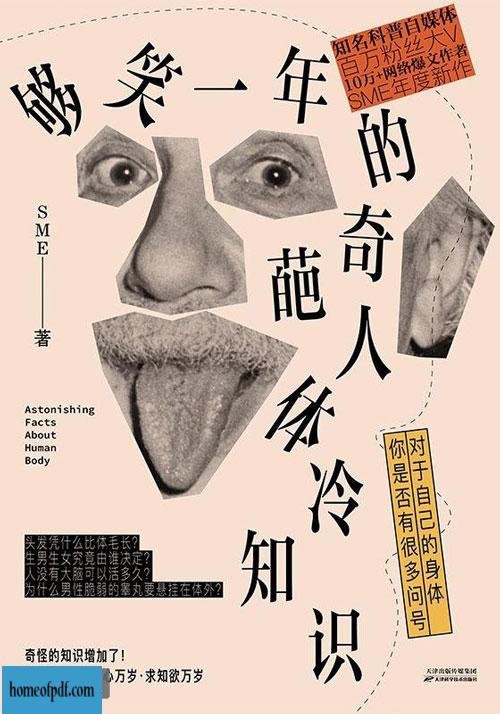 知名科普自媒体
百万粉丝大V
10万+网络爆文作者
SME年度新作
够笑一年的奇葩人体冷知识
SME——著
Astonishing
Facts
About
Human
Body
对于自己的身体
你是否有很多问号
头发凭什么比体毛长?
生男生女究竟由谁决定?
人没有大脑可以活多久?
为什么男性脆弱的睾丸要悬挂在体外?
奇怪的知识增加了!
心万岁·求知欲万岁
天津出版传媒集团
天津科学技术出版社
homeofpdf.com